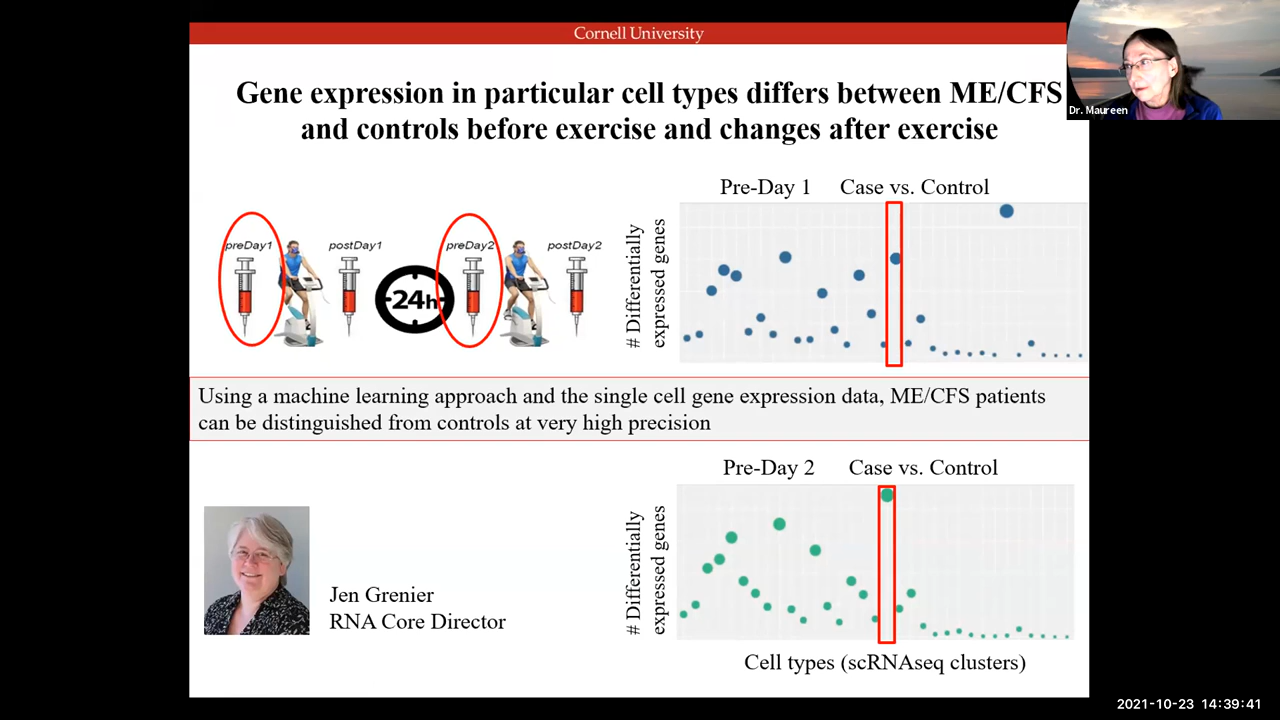 Cornell University
Gene expression in particular cell types differs between ME/CFS
and controls before exercise and changes after exercise
Dr. Maureen
Pre-Day 1 Case vs. Control
preDay1
postDay1
preDay2
postDay2
24h
# Differentially
expressed genes
Using a machine learning approach and the single cell gene expression data, ME/CFS patients
can be distinguished from controls at very high precision
Pre-Day 2 Case vs. Control
# Differentially
expressed genes
Jen Grenier
RNA Core Director
Cell types (scRNAseq clusters)
2021-10-23 14:39:41